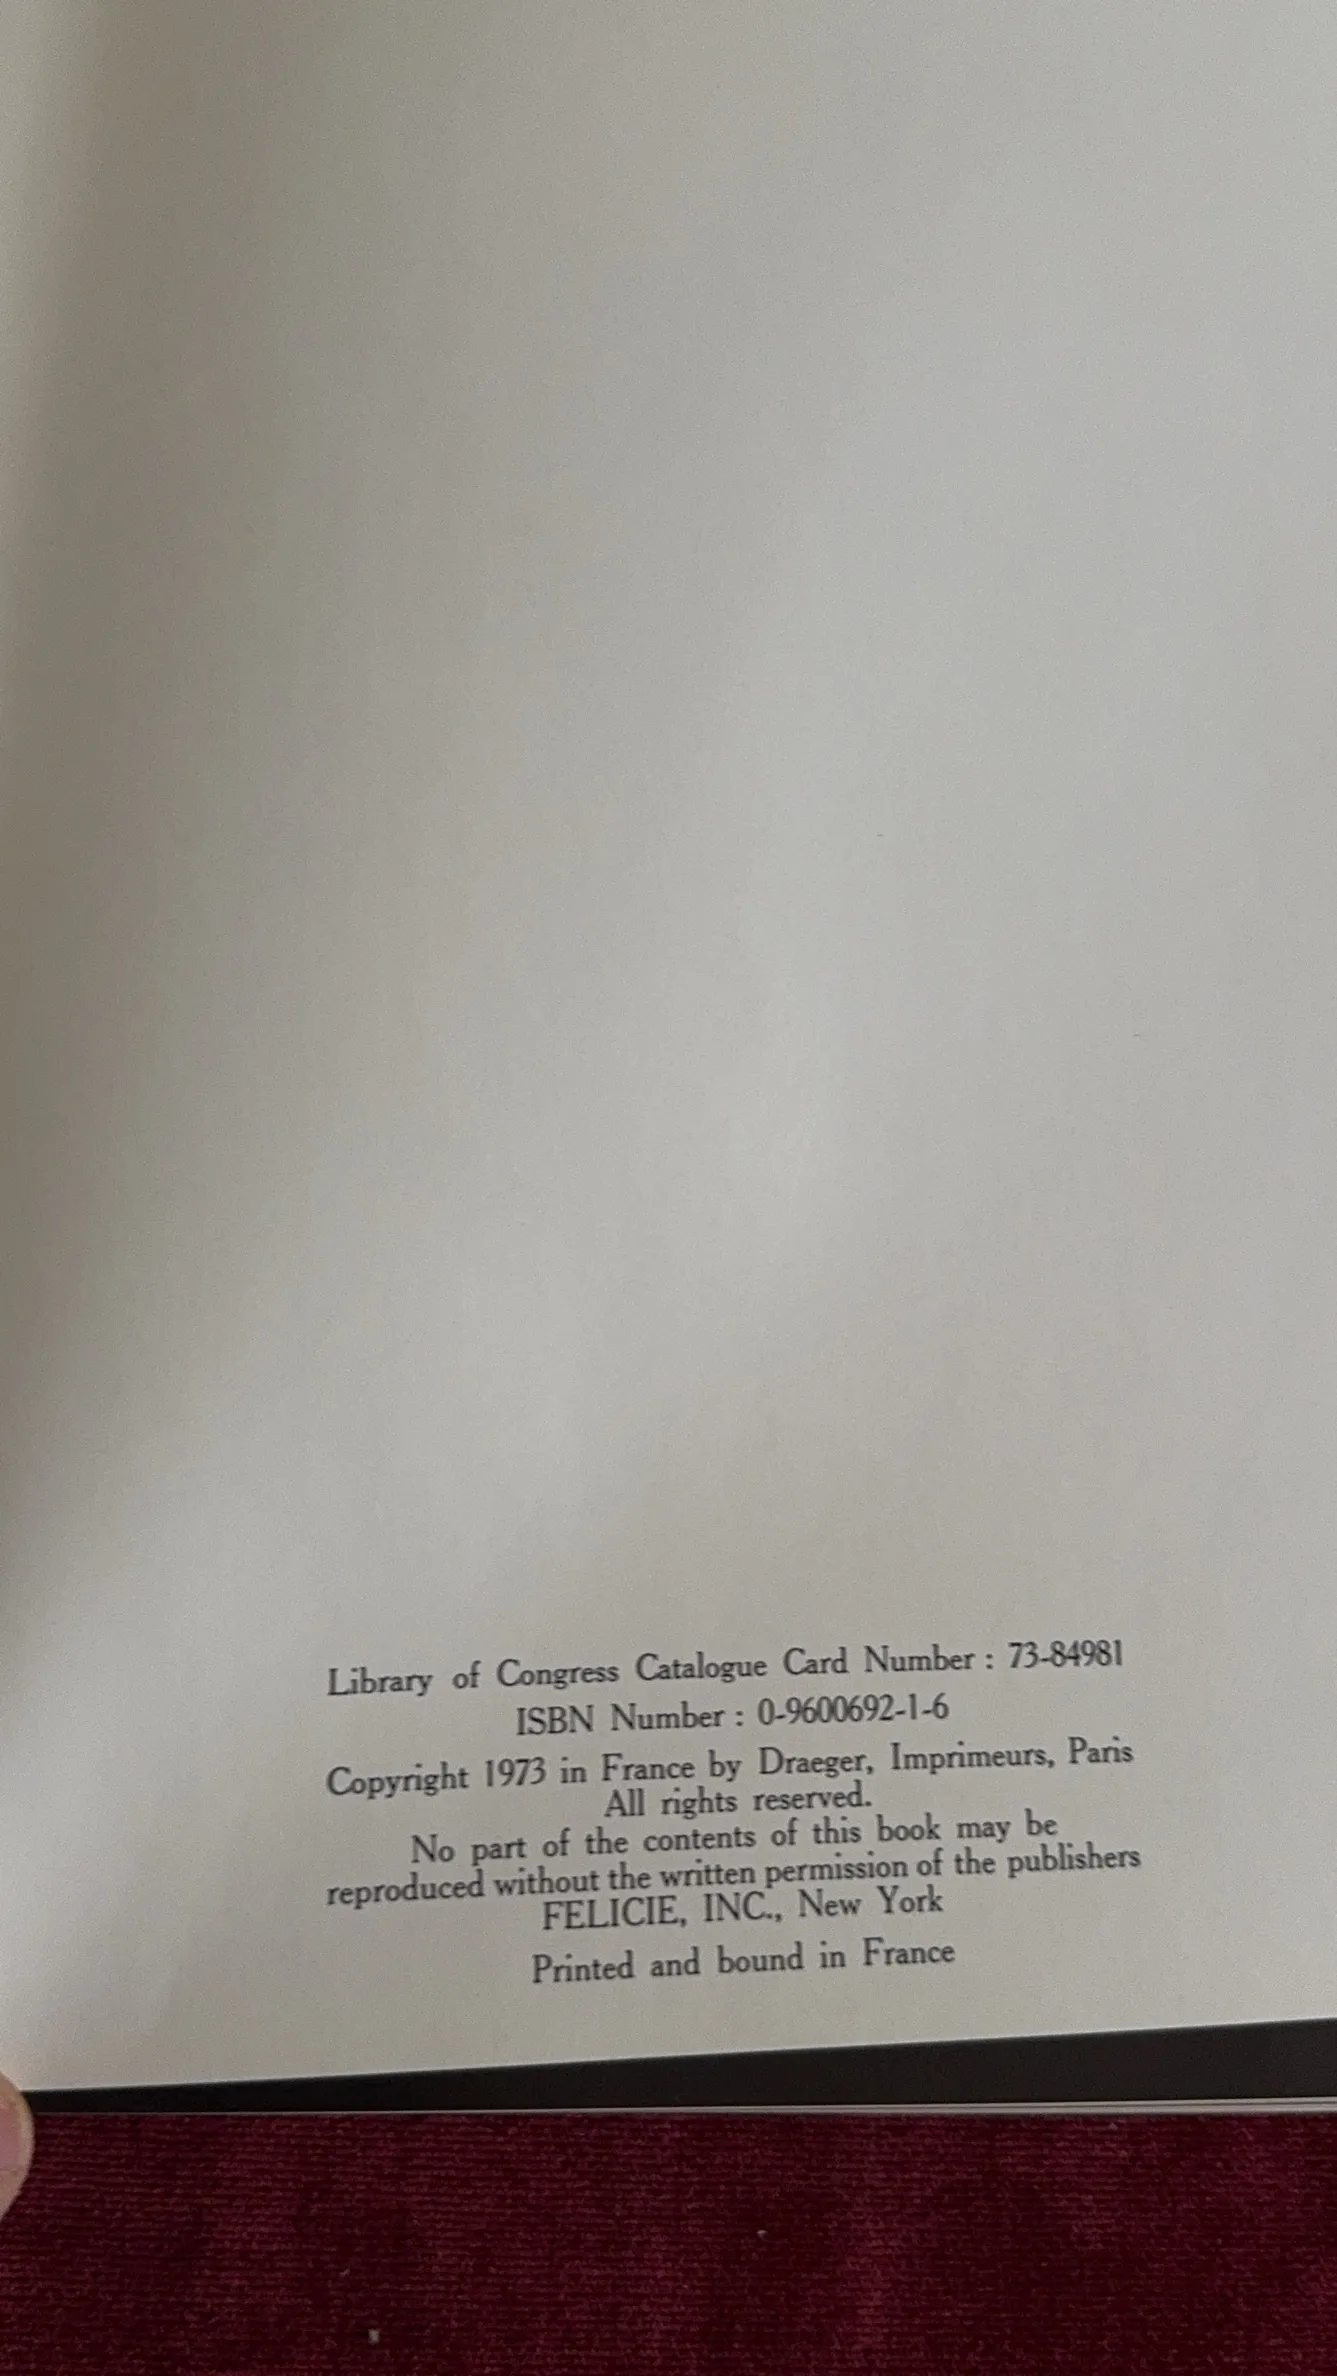 Library of Congress Catalogue Card Number : 73-84981
ISBN Number : 0-9600692-1-6
Copyright 1973 in France by Draeger, Imprimeurs, Paris
All rights reserved.
No part of the contents of this book may be
reproduced without the written permission of the publishers
FELICIE, INC., New York
Printed and bound in France